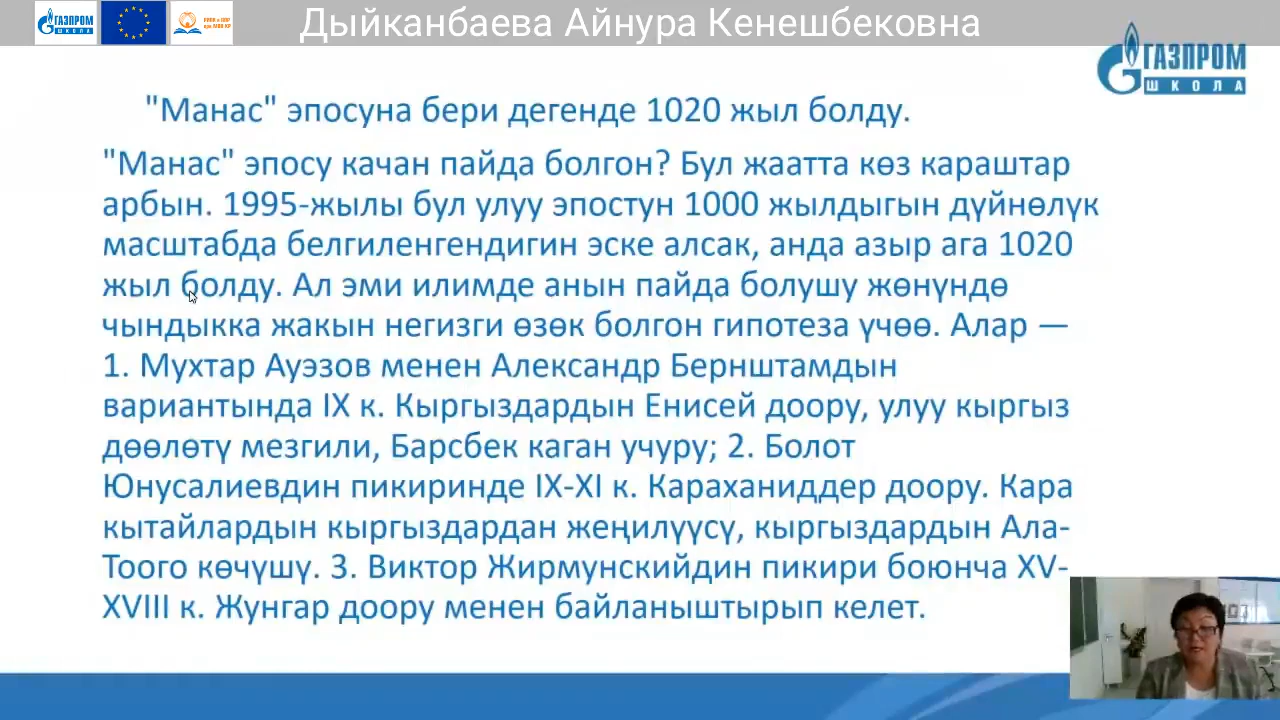 ГАЗПРОМ
ШКОЛА
Дыйканбаева Айнура Кенешбековна
ГАЗПРОМ
ШКОЛА
"Манас" эпосуна бери дегенде 1020 жыл болду.
"Манас" эпосу качан пайда болгон? Бул жаатта көз караштар
арбын. 1995-жылы бул улуу эпостун 1000 жылдыгын дүйнөлүк
масштабда белгиленгендигин эске алсак, анда азыр ага 1020
жыл болду. Ал эми илимде анын пайда болушу жөнүндө
чындыкка жакын негизги өзөк болгон гипотеза үчөө. Алар —
1. Мухтар Ауэзов менен Александр Бернштамдын
вариантында IX к. Кыргыздардын Енисей доору, улуу кыргыз
дөөлөтү мезгили, Барсбек каган учуру; 2. Болот
Юнусалиевдин пикиринде IX-XI к. Караханиддер доору. Кара
кытайлардын кыргыздардан жеңилүүсү, кыргыздардын Ала-
Тоого көчүшү. 3. Виктор Жирмунскийдин пикири боюнча XV-
XVIII к. Жунгар доору менен байланыштырып келет.